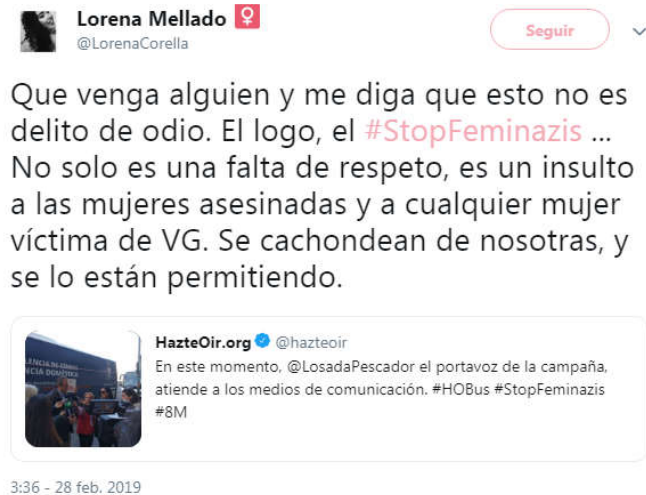 Lorena Mellado
@LorenaCorella
Seguir
Que venga alguien y me diga que esto no es
delito de odio. El logo, el #StopFeminazis ...
No solo es una falta de respeto, es un insulto
a las mujeres asesinadas y a cualquier mujer
víctima de VG. Se cachondean de nosotras, y
se lo están permitiendo.
HazteOir.org @hazteoir
En este momento, @LosadaPescador el portavoz de la campaña,
atiende a los medios de comunicación. #HOBus #StopFeminazis
#8M
3:36 - 28 feb. 2019